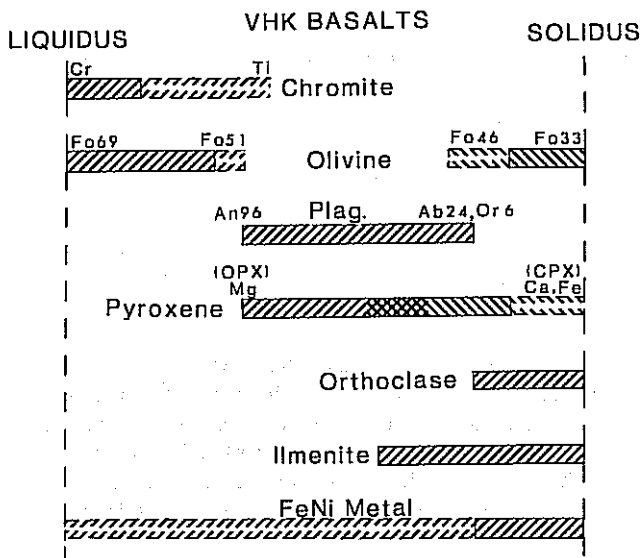 VHK BASALTS
LIQUIDUS
SOLIDUS
Cr
Ti
Chromite
Fo69
Fo51
Olivine
Fo46
Fo33
An96
Plag.
Ab24,Or6
(OPX)
Mg
Pyroxene
(CPX)
Ca,Fe
Orthoclase
Ilmenite
FeNi Metal